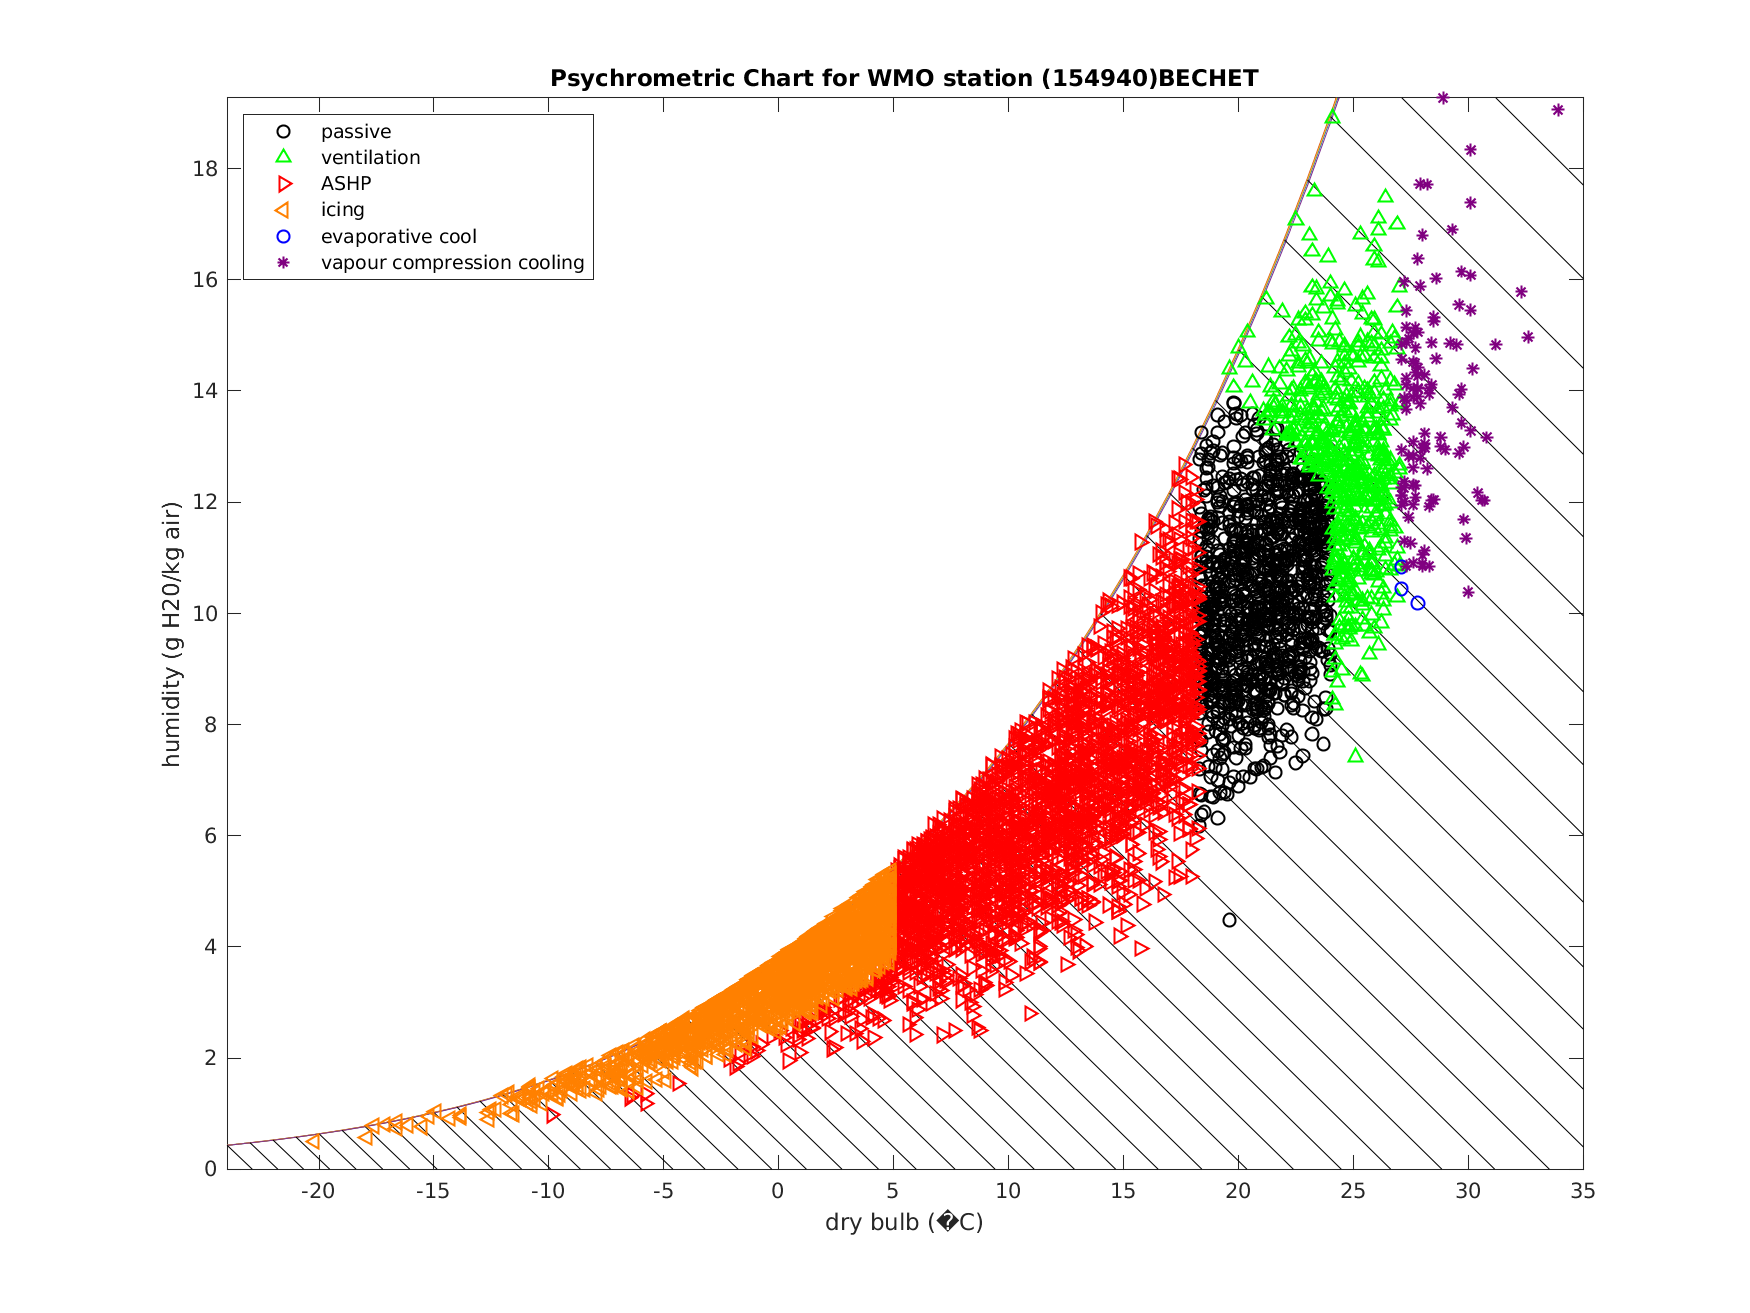 Psychrometric Chart for WMO station (154940)BECHET
passive
ventilation
ASHP
icing
evaporative cool
vapour compression cooling
humidity (g H20/kg air)
18
16
14
12
10
8
6
4
2
0
-20 -15 -10 -5 0 5 10 15 20 25 30 35
dry bulb (�C)